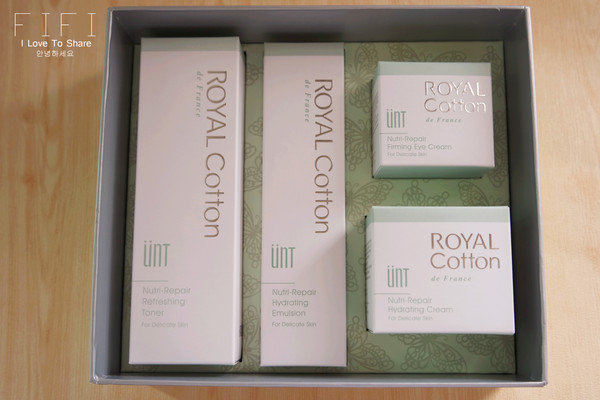 FIFI
I Love To Share
안녕하세요
ROYAL Cotton
de France
ünt
Nutri-Repair
Refreshing
Toner
For Delicate Skin
ROYAL Cotton
de France
ünt
Nutri-Repair
Hydrating
Emulsion
For Delicate Skin
ROYAL
Cotton
de France
ünt
Nutri-Repair
Firming Eye Cream
For Delicate Skin
ROYAL
Cotton
de France
ünt
Nutri-Repair
Hydrating Cream
For Delicate Skin